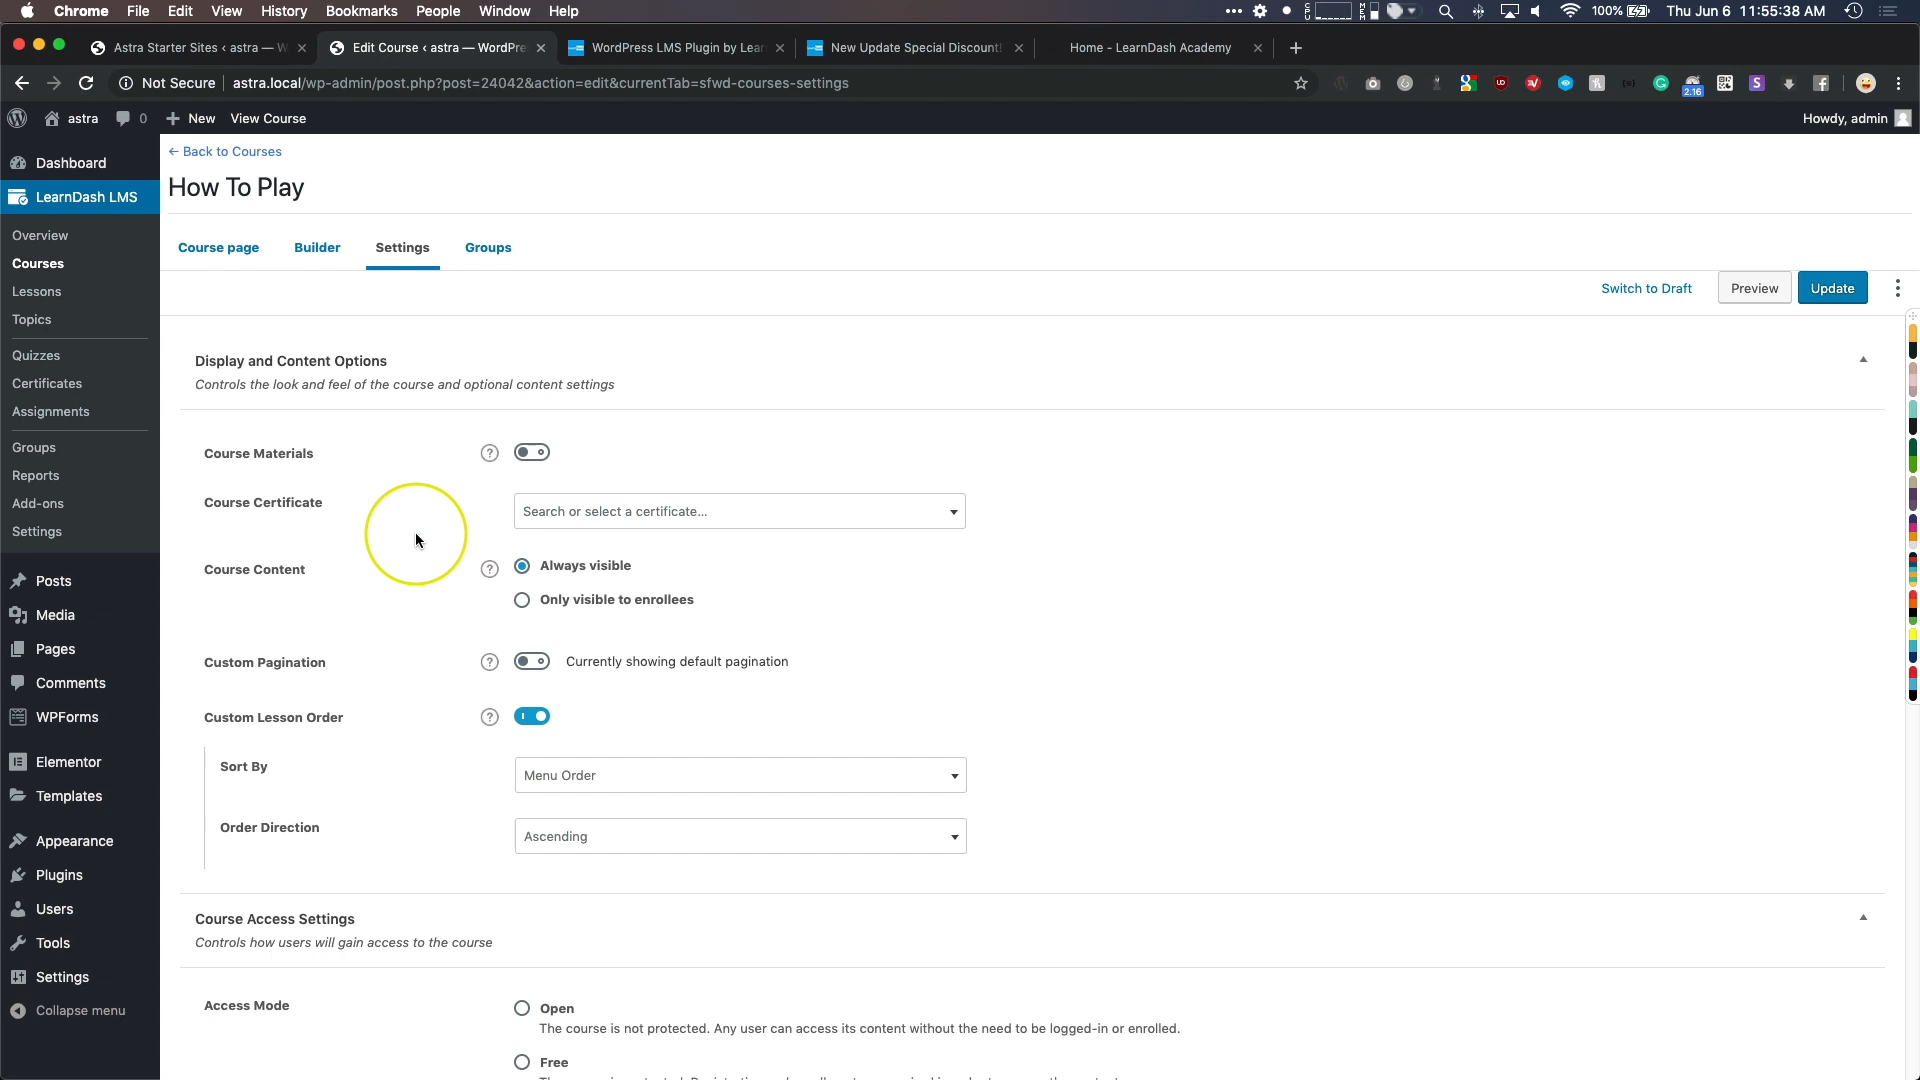 Chrome File Edit View History Bookmarks People Window Help
100% Thu Jun 6 11:55:38 AM
Astra Starter Sites ‹ astra — W
Edit Course ‹ astra — WordPre
WordPress LMS Plugin by Lear
New Update Special Discount!
Home - LearnDash Academy
Not Secure astra.local/wp-admin/post.php?post=24042&action=edit&currentTab=sfwd-courses-settings
2.16
astra 0 New View Course
Howdy, admin
Dashboard
LearnDash LMS
Overview
Courses
Lessons
Topics
Quizzes
Certificates
Assignments
Groups
Reports
Add-ons
Settings
Posts
Media
Pages
Comments
WPForms
Elementor
Templates
Appearance
Plugins
Users
Tools
Settings
Collapse menu
← Back to Courses
How To Play
Course page Builder Settings Groups
Switch to Draft Preview Update
Display and Content Options
Controls the look and feel of the course and optional content settings
Course Materials ?
Course Certificate Search or select a certificate...
Course Content ? Always visible
Only visible to enrollees
Custom Pagination ? Currently showing default pagination
Custom Lesson Order ?
Sort By Menu Order
Order Direction Ascending
Course Access Settings
Controls how users will gain access to the course
Access Mode Open
The course is not protected. Any user can access its content without the need to be logged-in or enrolled.
Free